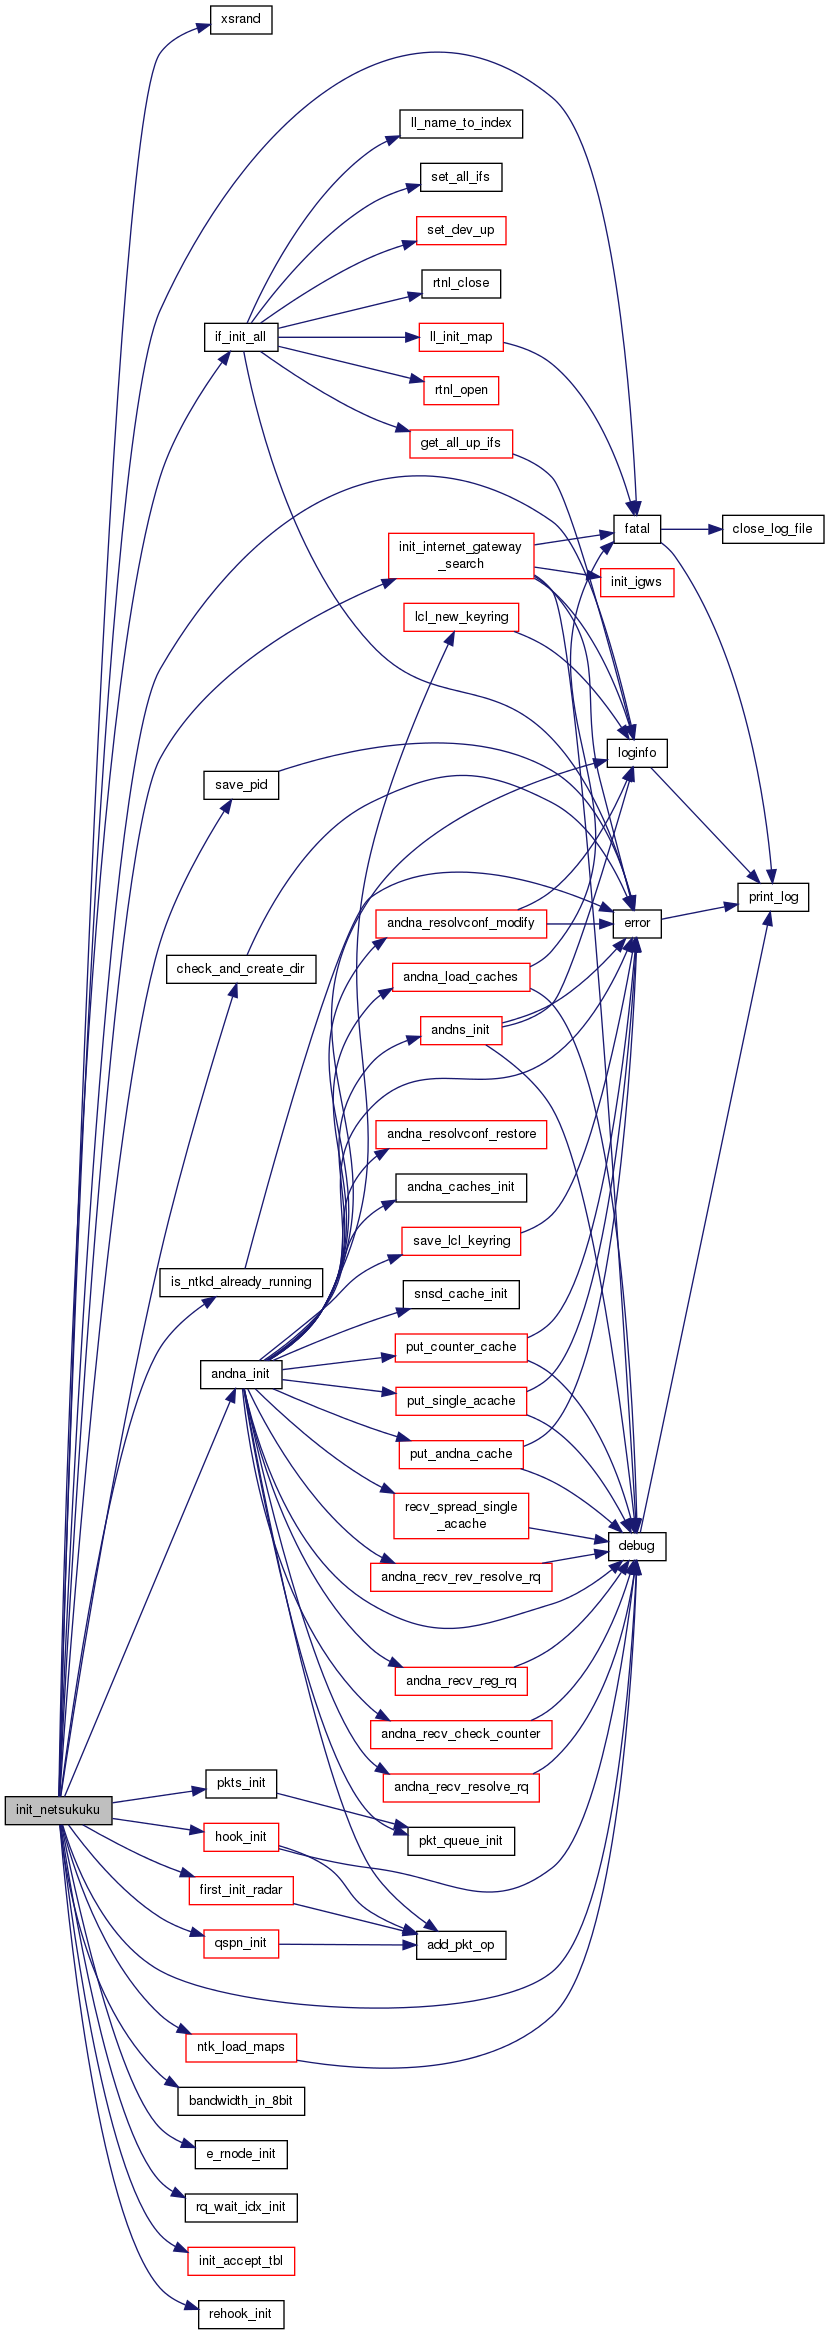 xsrand
ll_name_to_index
set_all_ifs
set_dev_up
rtnl_close
if_init_all
ll_init_map
rtnl_open
get_all_up_ifs
fatal
close_log_file
init_internet_gateway
_search
init_igws
lcl_new_keyring
loginfo
save_pid
print_log
andna_resolvconf_modify
error
check_and_create_dir
andna_load_caches
andns_init
andna_resolvconf_restore
andna_caches_init
save_lcl_keyring
is_ntkd_already_running
snsd_cache_init
put_counter_cache
andna_init
put_single_acache
put_andna_cache
recv_spread_single
_acache
debug
andna_recv_rev_resolve_rq
andna_recv_reg_rq
andna_recv_check_counter
andna_recv_resolve_rq
pkts_init
init_netsukuku
hook_init
pkt_queue_init
first_init_radar
qspn_init
add_pkt_op
ntk_load_maps
bandwidth_in_8bit
e_rnode_init
rq_wait_idx_init
init_accept_tbl
rehook_init